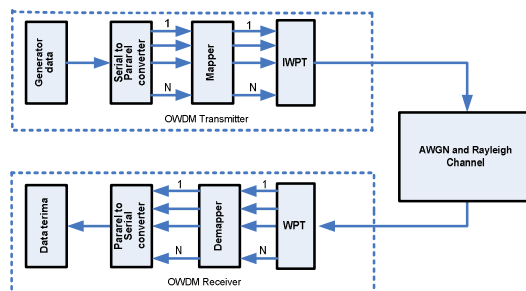 Generator
data
Serial to
Pararel
converter
1
N
Mapper
1
N
IWPT
OWDM Transmitter
AWGN and Rayleigh
Channel
Data terima
Pararel to
Serial
converter
1
N
Demapper
1
N
WPT
OWDM Receiver